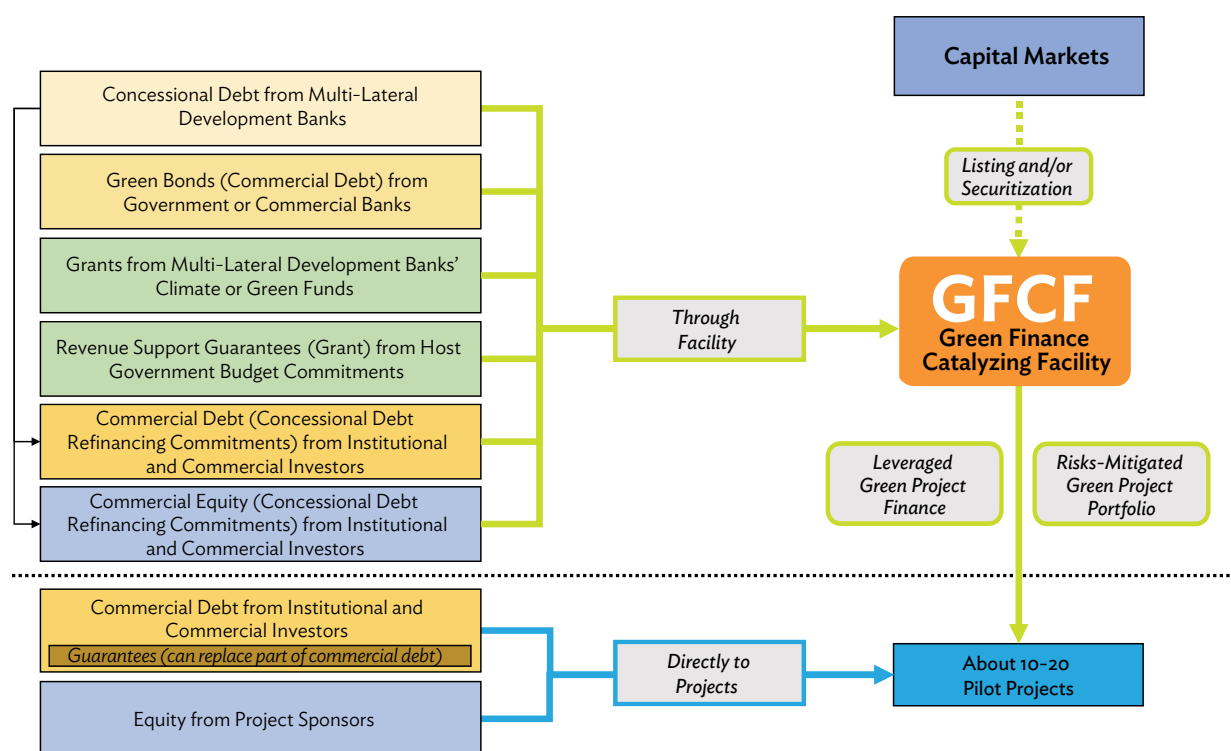 Capital Markets
Concessional Debt from Multi-Lateral
Development Banks
Green Bonds (Commercial Debt) from
Government or Commercial Banks
Listing and/or
Securitization
Grants from Multi-Lateral Development Banks’
Climate or Green Funds
Revenue Support Guarantees (Grant) from Host
Government Budget Commitments
Through
Facility
GFCF
Green Finance
Catalyzing Facility
Commercial Debt (Concessional Debt
Refinancing Commitments) from Institutional
and Commercial Investors
Commercial Equity (Concessional Debt
Refinancing Commitments) from Institutional
and Commercial Investors
Leveraged
Green Project
Finance
Risks-Mitigated
Green Project
Portfolio
Commercial Debt from Institutional and
Commercial Investors
Guarantees (can replace part of commercial debt)
Equity from Project Sponsors
Directly to
Projects
About 10-20
Pilot Projects